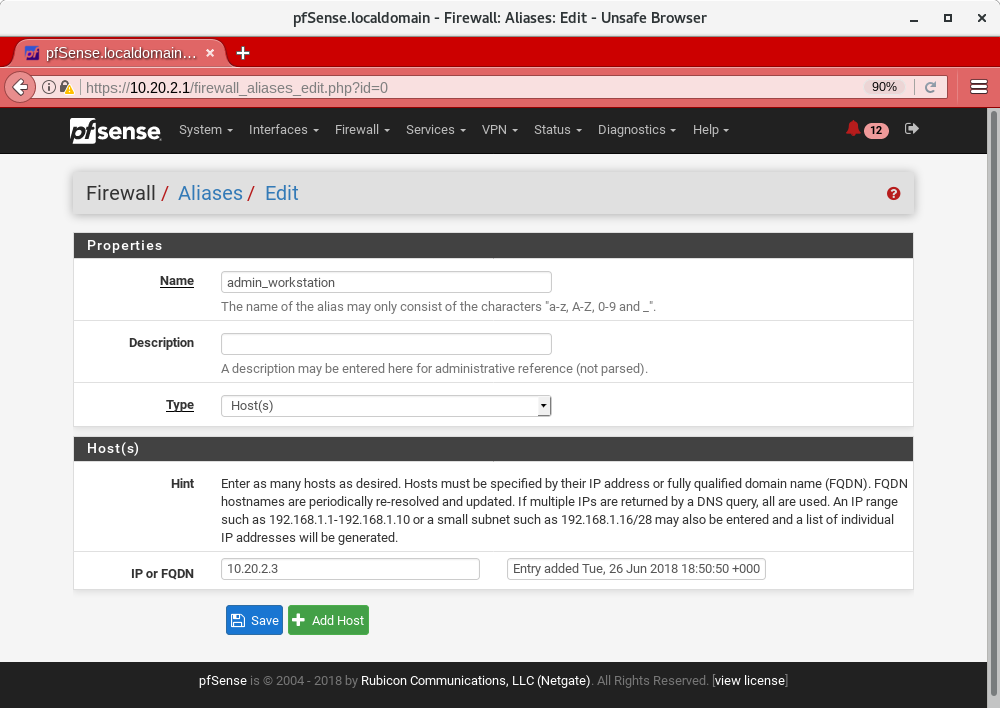 pfSense.localdomain - Firewall: Aliases: Edit - Unsafe Browser
pfSense.localdomain...
https://10.20.2.1/firewall_aliases_edit.php?id=0
90%
pfsense
System
Interfaces
Firewall
Services
VPN
Status
Diagnostics
Help
12
Firewall / Aliases / Edit
Properties
Name
admin_workstation
The name of the alias may only consist of the characters "a-z, A-Z, 0-9 and _".
Description
A description may be entered here for administrative reference (not parsed).
Type
Host(s)
Host(s)
Hint
Enter as many hosts as desired. Hosts must be specified by their IP address or fully qualified domain name (FQDN). FQDN
hostnames are periodically re-resolved and updated. If multiple IPs are returned by a DNS query, all are used. An IP range
such as 192.168.1.1-192.168.1.10 or a small subnet such as 192.168.1.16/28 may also be entered and a list of individual
IP addresses will be generated.
IP or FQDN
10.20.2.3
Entry added Tue, 26 Jun 2018 18:50:50 +000
Save
Add Host
pfSense is © 2004 - 2018 by Rubicon Communications, LLC (Netgate). All Rights Reserved. [view license]